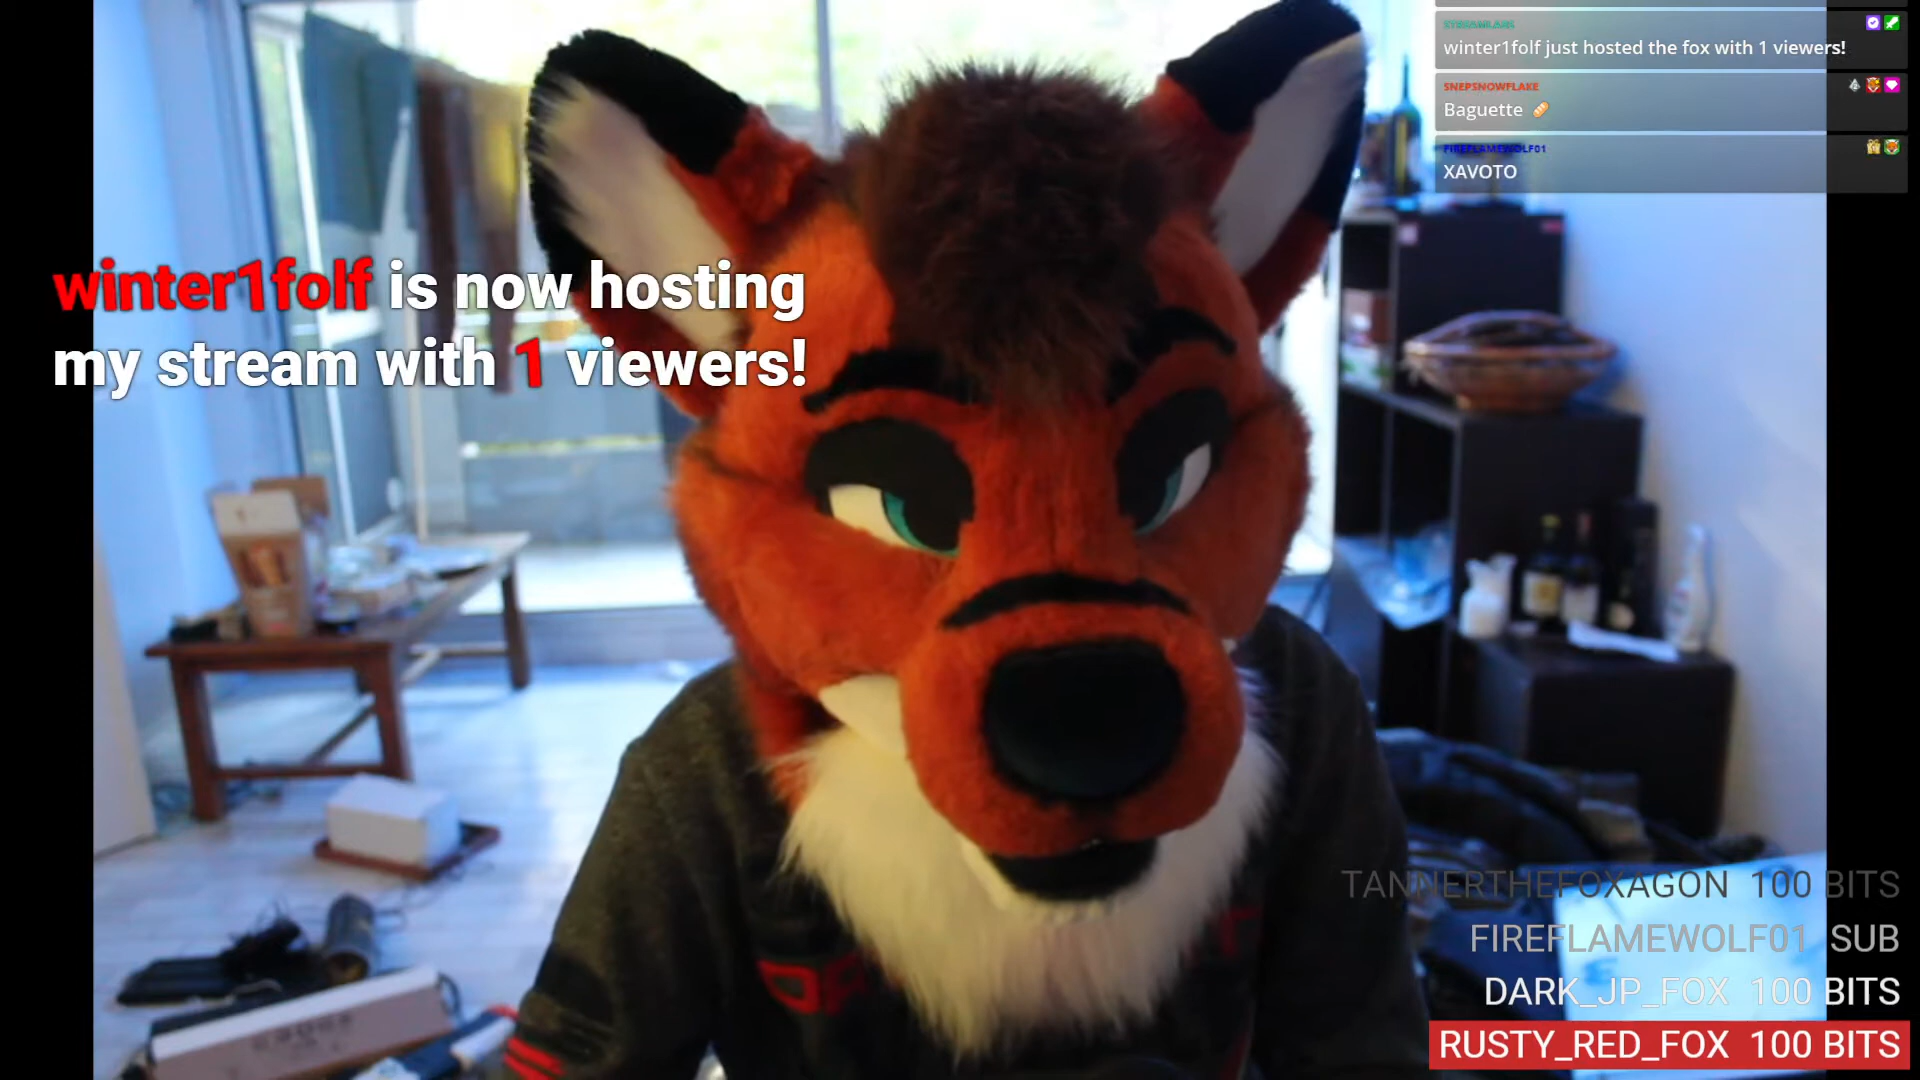 STREAMLABS
winter1folf just hosted the fox with 1 viewers!
SNEPSNOWFLAKE
Baguette 🥖
FIREFLAMEWOLF01
XAVOTO
winter1folf is now hosting
my stream with 1 viewers!
TANNERTHEFOXAGON 100 BITS
FIREFLAMEWOLF01 SUB
DARK_JP_FOX 100 BITS
RUSTY_RED_FOX 100 BITS